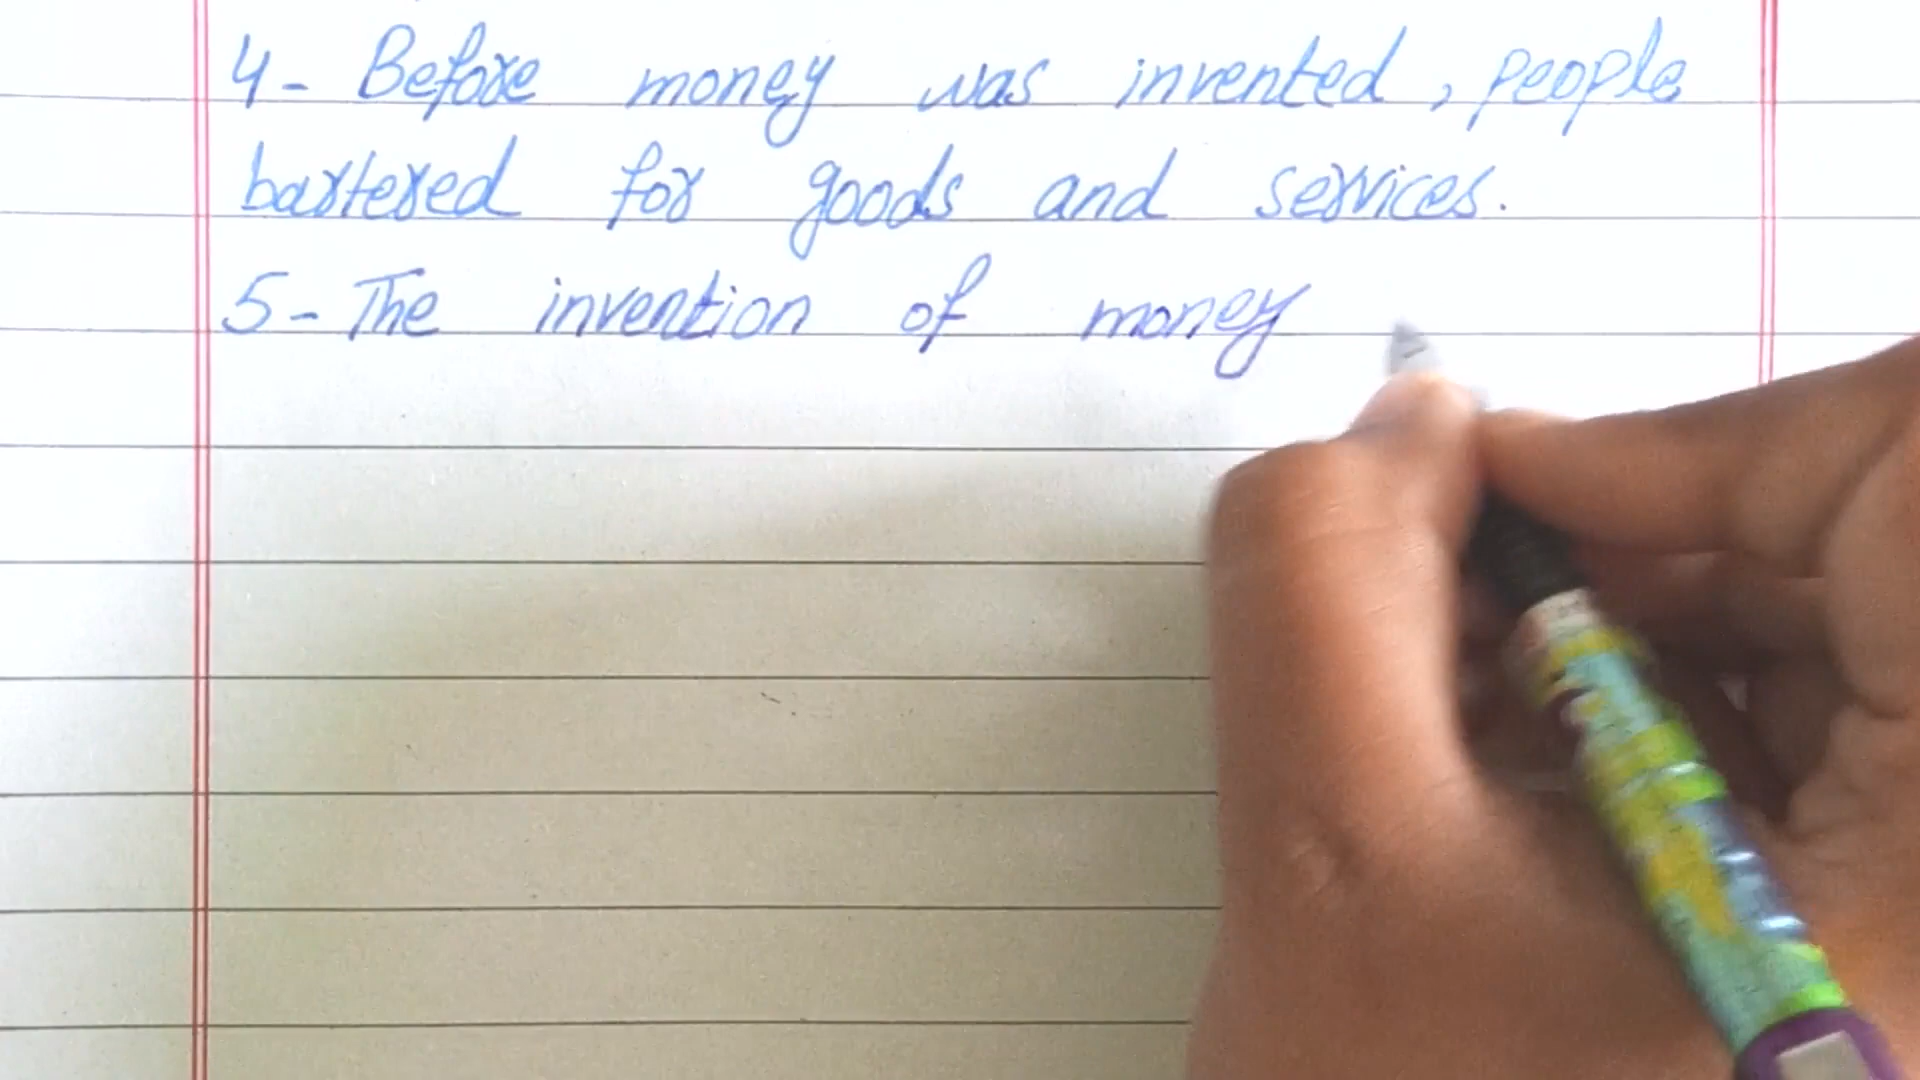 4- Before money was invented, people
bartered for goods and services.
5- The invention of money